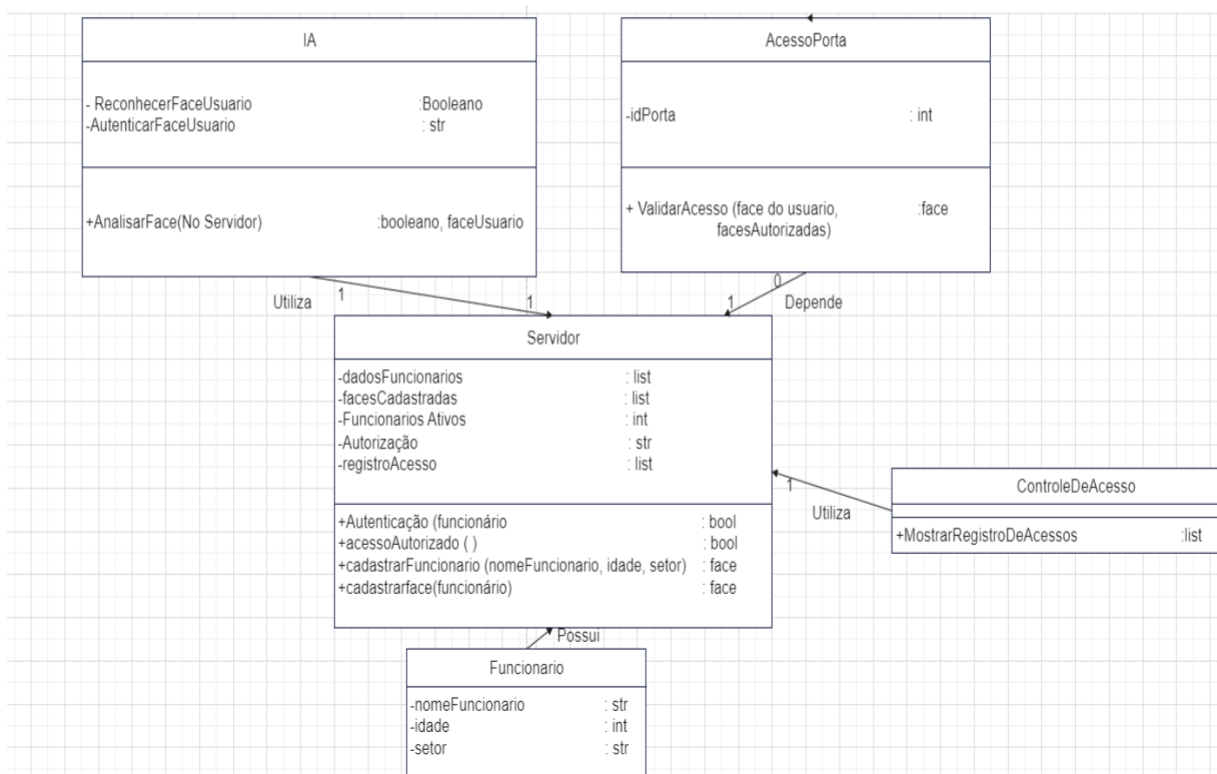 IA
- ReconhecerFaceUsuario :Booleano
-AutenticarFaceUsuario : str
+AnalisarFace(No Servidor) :booleano, faceUsuario
AcessoPorta
-idPorta : int
+ ValidarAcesso (face do usuario, :face
facesAutorizadas)
Utiliza
1
1
0
1
Depende
Servidor
-dadosFuncionarios : list
-facesCadastradas : list
-Funcionarios Ativos : int
-Autorização : str
-registroAcesso : list
+Autenticação (funcionário : bool
+acessoAutorizado ( ) : bool
+cadastrarFuncionario (nomeFuncionario, idade, setor) : face
+cadastrarface(funcionário) : face
1
Utiliza
ControleDeAcesso
+MostrarRegistroDeAcessos :list
Possui
Funcionario
-nomeFuncionario : str
-idade : int
-setor : str